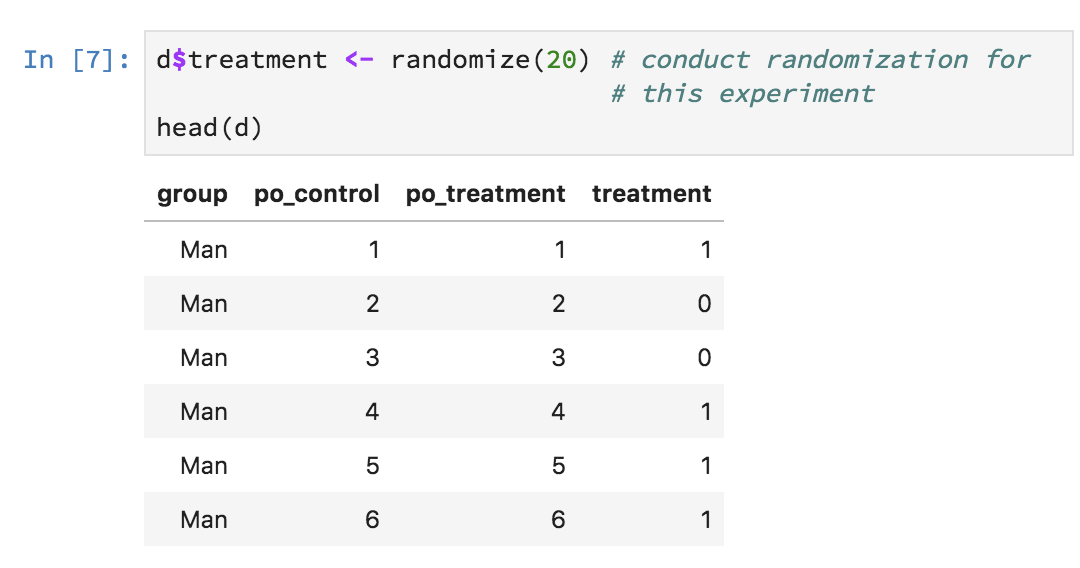 In [7]: d$treatment <- randomize(20) # conduct randomization for
# this experiment
head(d)
group po_control po_treatment treatment
Man 1 1 1
Man 2 2 0
Man 3 3 0
Man 4 4 1
Man 5 5 1
Man 6 6 1